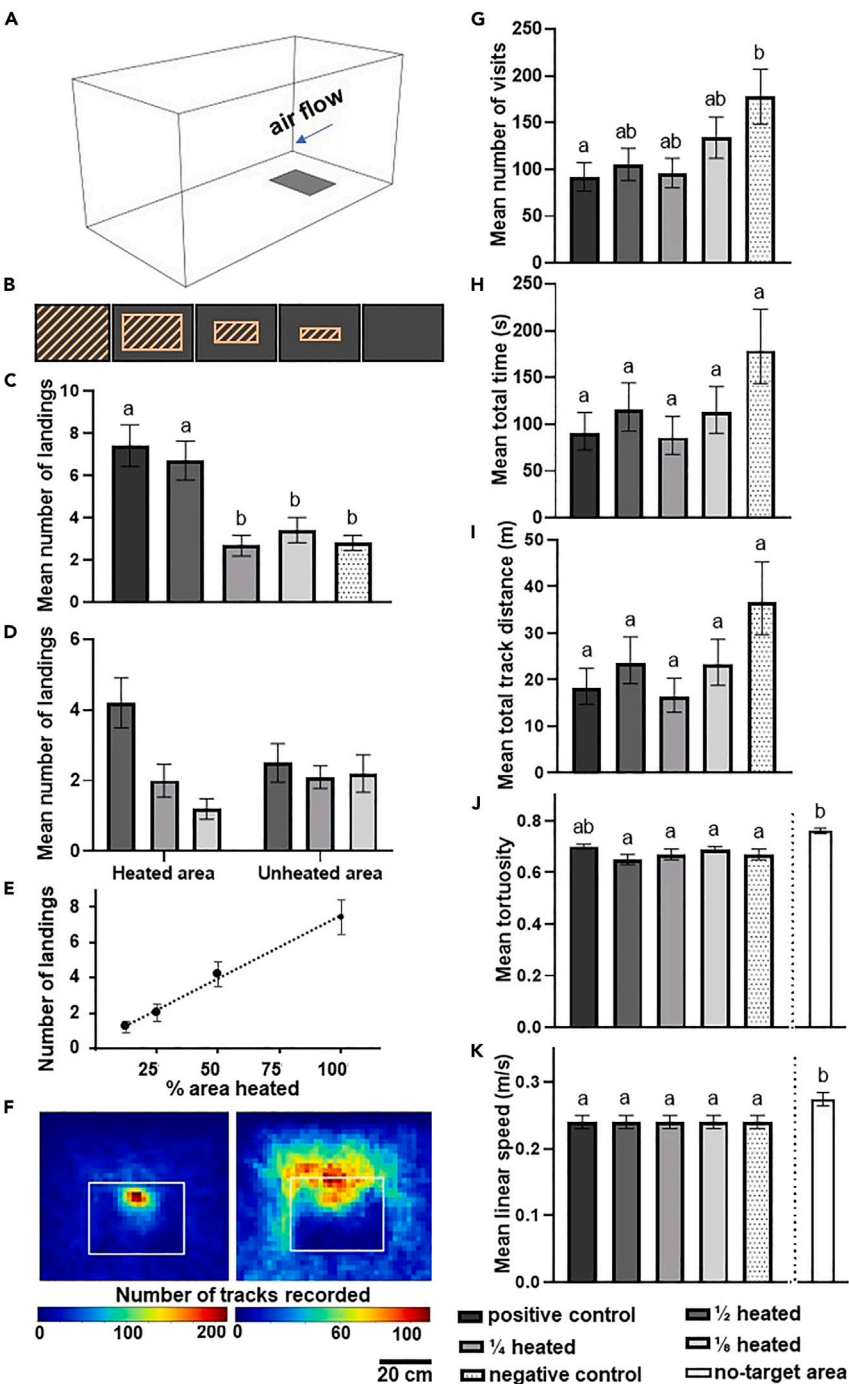 A
air flow
B
C
Mean number of landings
10
8
6
4
2
0
a
a
b
b
b
D
Mean number of landings
6
4
2
0
Heated area
Unheated area
E
Number of landings
8
6
4
2
0
25
50
75
100
% area heated
F
Number of tracks recorded
0
100
200
0
60
100
20 cm
G
Mean number of visits
250
200
150
100
50
0
a
ab
ab
ab
b
H
Mean total time (s)
250
200
150
100
50
0
a
a
a
a
a
I
Mean total track distance (m)
50
40
30
20
10
0
a
a
a
a
a
J
Mean tortuosity
0.8
0.6
0.4
0.2
0.0
ab
a
a
a
a
b
K
Mean linear speed (m/s)
0.3
0.2
0.1
0.0
a
a
a
a
a
b
positive control
½ heated
¼ heated
⅛ heated
negative control
no-target area